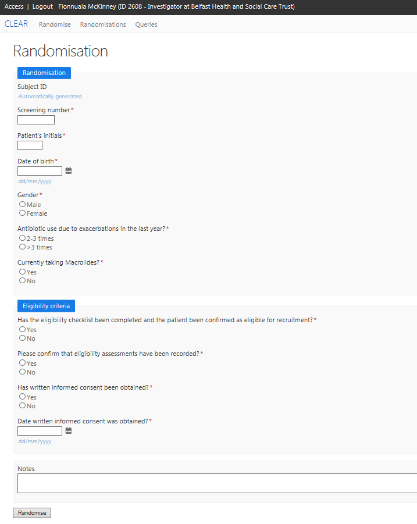 Access | Logout Fionnuala McKinney (ID 2608 - Investigator at Belfast Health and Social Care Trust)
CLEAR Randomise Randomisations Queries
Randomisation
Randomisation
Subject ID
Automatically generated
Screening number*
Patient's initials*
Date of birth*
dd/mm/yyyy
Gender*
Male
Female
Antibiotic use due to exacerbations in the last year?*
2-3 times
>3 times
Currently taking Macrolides?*
Yes
No
Eligibility criteria
Has the eligibility checklist been completed and the patient been confirmed as eligible for recruitment?*
Yes
No
Please confirm that eligibility assessments have been recorded?*
Yes
No
Has written informed consent been obtained?*
Yes
No
Date written informed consent was obtained?*
dd/mm/yyyy
Notes
Randomise